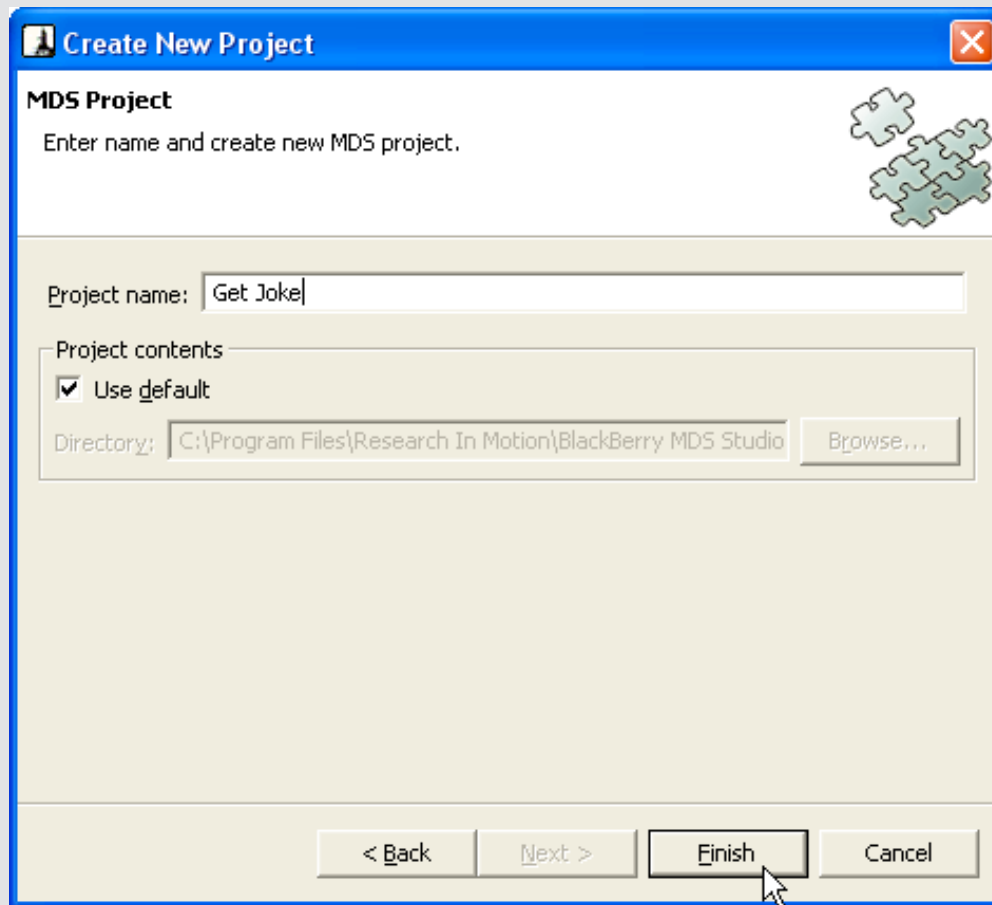 Create New Project
MDS Project
Enter name and create new MDS project.
Project name: Get Joke
Project contents
Use default
Directory: C:\Program Files\Research In Motion\BlackBerry MDS Studio Browse...
< Back Next > Finish Cancel